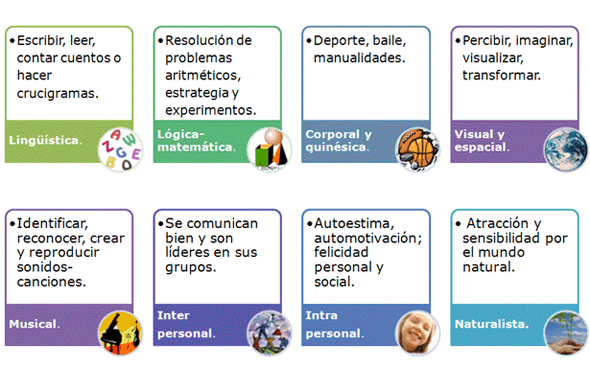 •Escribir, leer,
contar cuentos o
hacer
crucigramas.
Lingüística.
•Resolución de
problemas
aritméticos,
estrategia y
experimentos.
Lógica-
matemática.
•Deporte, baile,
manualidades.
Corporal y
quinésica.
•Percibir, imaginar,
visualizar,
transformar.
Visual y
espacial.
•Identificar,
reconocer, crear
y reproducir
sonidos-
canciones.
Musical.
•Se comunican
bien y son
líderes en sus
grupos.
Inter
personal.
•Autoestima,
automotivación;
felicidad
personal y
social.
Intra
personal.
• Atracción y
sensibilidad por
el mundo
natural.
Naturalista.